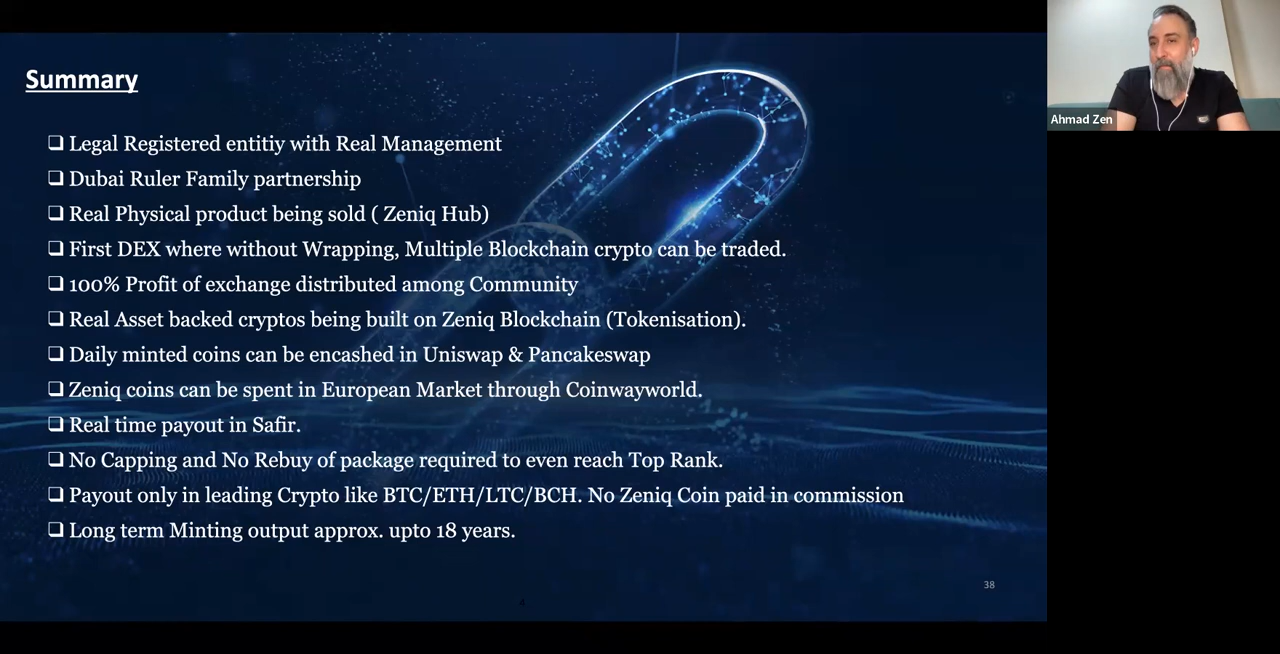 Summary
❑ Legal Registered entitiy with Real Management
❑ Dubai Ruler Family partnership
❑ Real Physical product being sold ( Zeniq Hub)
❑ First DEX where without Wrapping, Multiple Blockchain crypto can be traded.
❑ 100% Profit of exchange distributed among Community
❑ Real Asset backed cryptos being built on Zeniq Blockchain (Tokenisation).
❑ Daily minted coins can be encashed in Uniswap & Pancakeswap
❑ Zeniq coins can be spent in European Market through Coinwayworld.
❑ Real time payout in Safir.
❑ No Capping and No Rebuy of package required to even reach Top Rank.
❑ Payout only in leading Crypto like BTC/ETH/LTC/BCH. No Zeniq Coin paid in commission
❑ Long term Minting output approx. upto 18 years.
38
Ahmad Zen